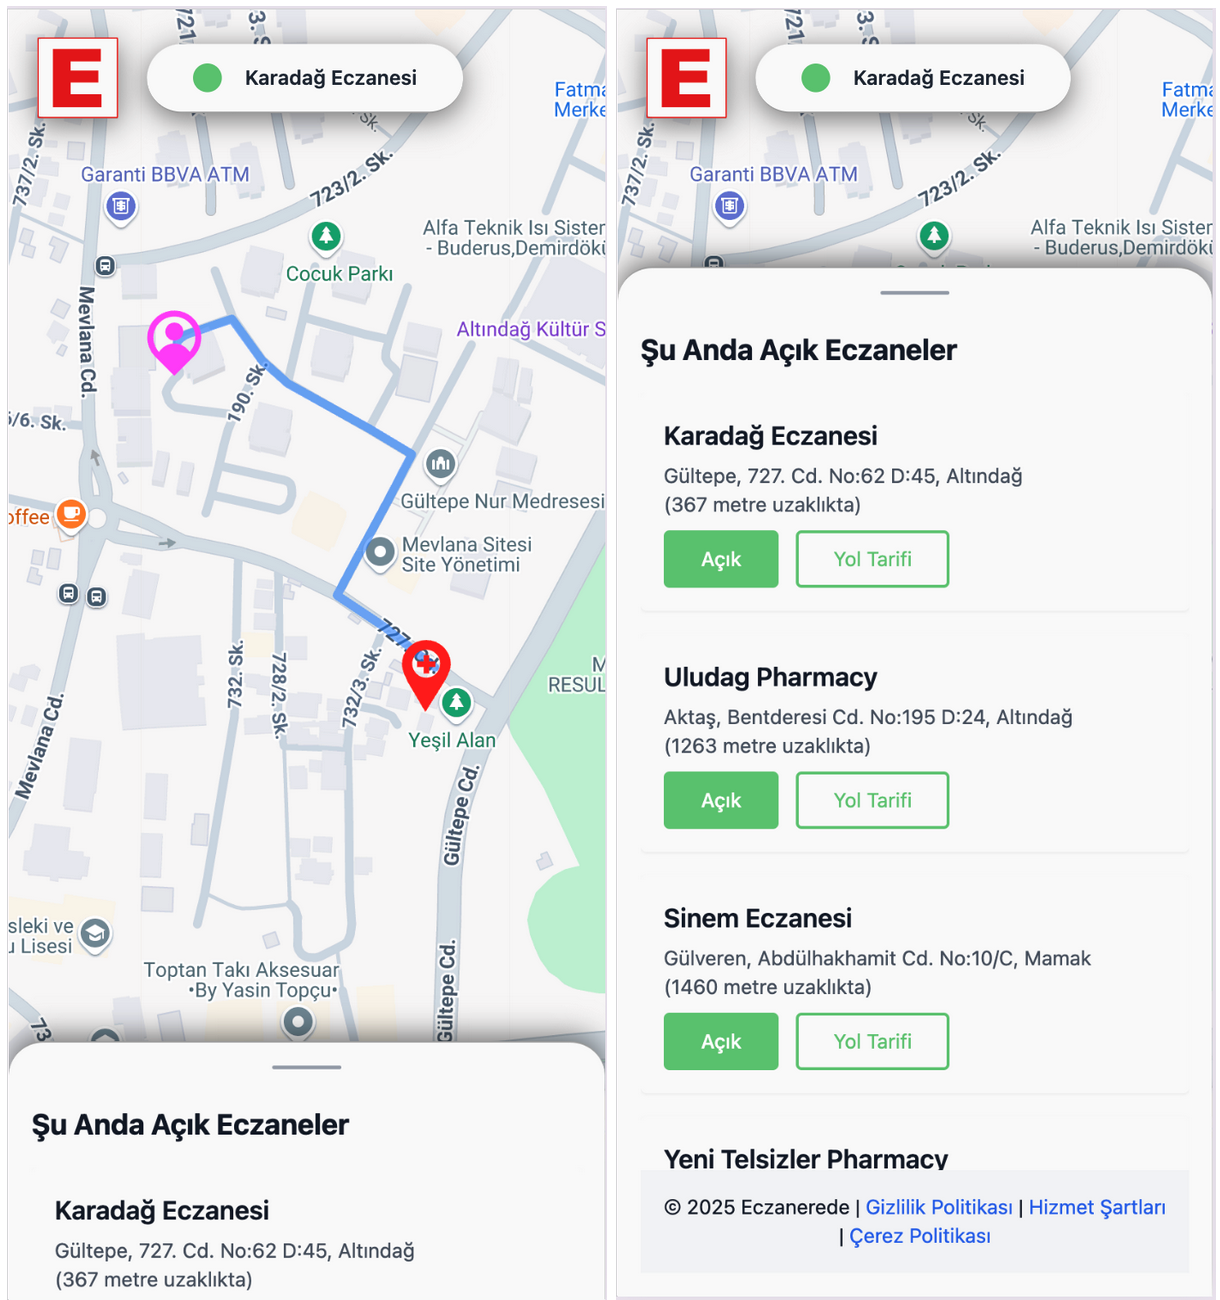 721
3. S
E
Karadağ Eczanesi
Sk.
Fatma
Merke
737/2. Sk.
Garanti BBVA ATM
723/2. Sk.
Alfa Teknik Isı Sister
- Buderus,Demirdökü
Cocuk Parkı
Mevlana Cd.
Altındağ Kültür S
190. Sk.
5/6. Sk.
Gültepe Nur Medresesi
offee
Mevlana Sitesi
Site Yönetimi
727.
732. Sk.
728/2. Sk.
732/3. Sk.
M
RESUL
Yeşil Alan
Mevlana Cd.
Gültepe Cd.
sleki ve
u Lisesi
Toptan Takı Aksesuar
•By Yasin Topçu•
Gültepe Cd.
73
Şu Anda Açık Eczaneler
Karadağ Eczanesi
Gültepe, 727. Cd. No:62 D:45, Altındağ
(367 metre uzaklıkta)
721
3. S
E
Karadağ Eczanesi
Sk.
Fatma
Merke
737/2. Sk.
Garanti BBVA ATM
723/2. Sk.
Alfa Teknik Isı Sister
- Buderus,Demirdökü
Şu Anda Açık Eczaneler
Karadağ Eczanesi
Gültepe, 727. Cd. No:62 D:45, Altındağ
(367 metre uzaklıkta)
Açık
Yol Tarifi
Uludag Pharmacy
Aktaş, Bentderesi Cd. No:195 D:24, Altındağ
(1263 metre uzaklıkta)
Açık
Yol Tarifi
Sinem Eczanesi
Gülveren, Abdülhakhamit Cd. No:10/C, Mamak
(1460 metre uzaklıkta)
Açık
Yol Tarifi
Yeni Telsizler Pharmacy
© 2025 Eczanerede | Gizlilik Politikası | Hizmet Şartları
| Çerez Politikası